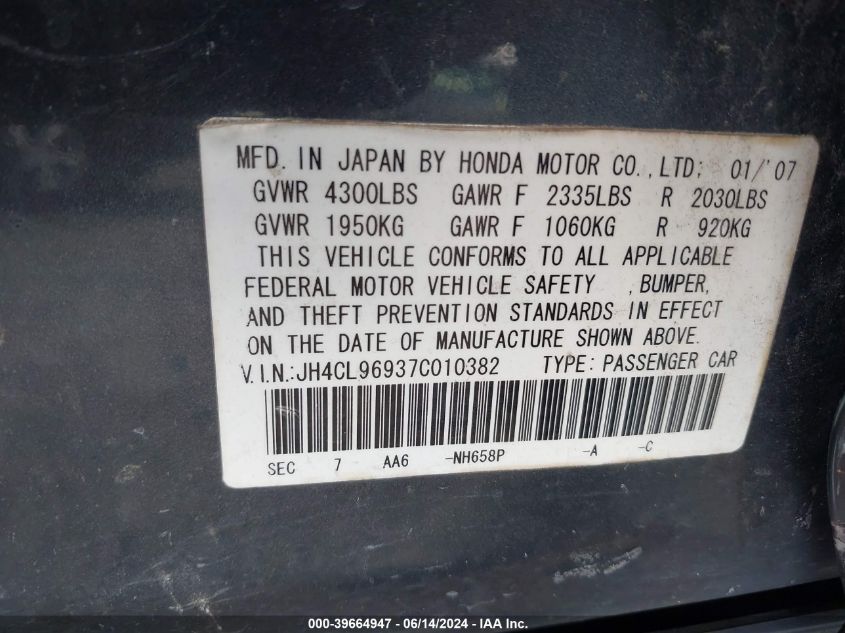 MFD. IN JAPAN BY HONDA MOTOR CO.,LTD; 01/'07
GVWR 4300LBS GAWR F 2335LBS R 2030LBS
GVWR 1950KG GAWR F 1060KG R 920KG
THIS VEHICLE CONFORMS TO ALL APPLICABLE
FEDERAL MOTOR VEHICLE SAFETY ,BUMPER,
AND THEFT PREVENTION STANDARDS IN EFFECT
ON THE DATE OF MANUFACTURE SHOWN ABOVE.
V.I.N.:JH4CL96937C010382 TYPE: PASSENGER CAR
SEC 7 AA6 -NH658P -A -C
000-39664947 - 06/14/2024 - IAA Inc.